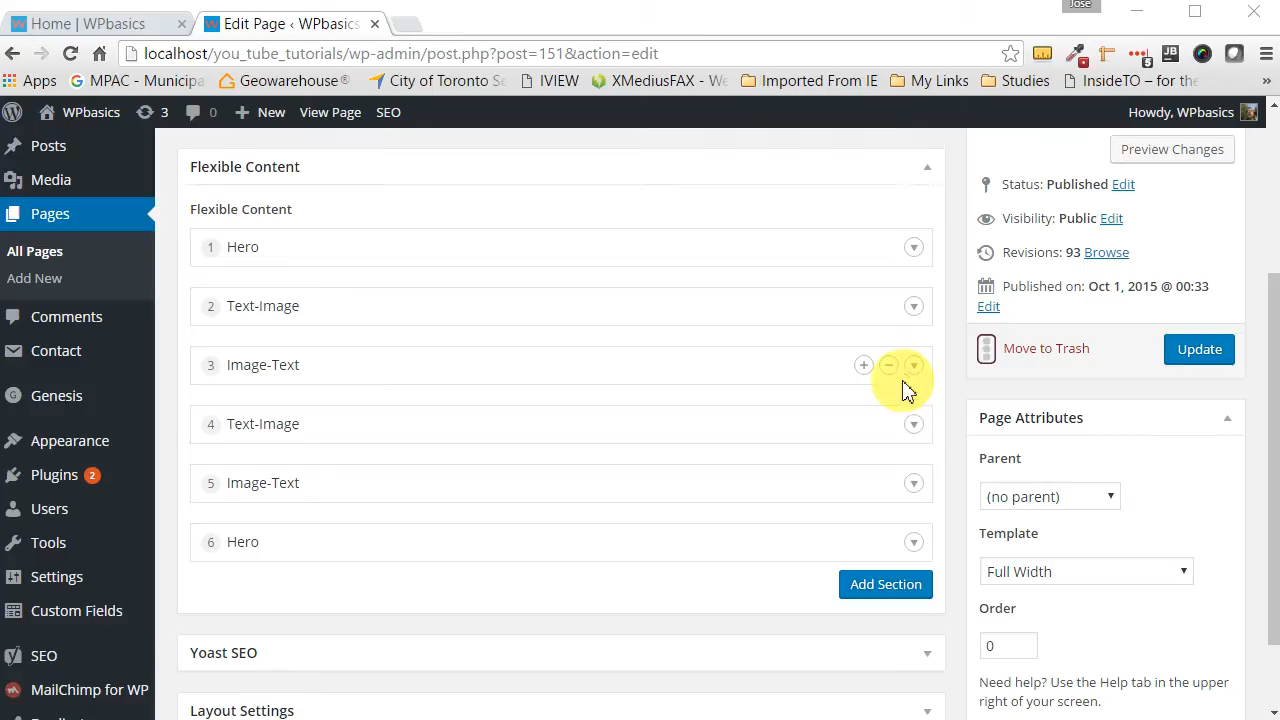 Jose
Home | WPbasics
Edit Page ‹ WPbasics
localhost/you_tube_tutorials/wp-admin/post.php?post=151&action=edit
Apps
MPAC - Municipa
Geowarehouse®
City of Toronto Se
IVIEW
XMediusFAX - We
Imported From IE
My Links
Studies
InsideTO – for the
»
WPbasics
3
0
New
View Page
SEO
Howdy, WPbasics
Posts
Media
Pages
All Pages
Add New
Comments
Contact
Genesis
Appearance
Plugins 2
Users
Tools
Settings
Custom Fields
SEO
MailChimp for WP
Flexible Content
Flexible Content
1 Hero
2 Text-Image
3 Image-Text
4 Text-Image
5 Image-Text
6 Hero
Add Section
Yoast SEO
Layout Settings
Preview Changes
Status: Published Edit
Visibility: Public Edit
Revisions: 93 Browse
Published on: Oct 1, 2015 @ 00:33
Edit
Move to Trash
Update
Page Attributes
Parent
(no parent)
Template
Full Width
Order
0
Need help? Use the Help tab in the upper
right of your screen.